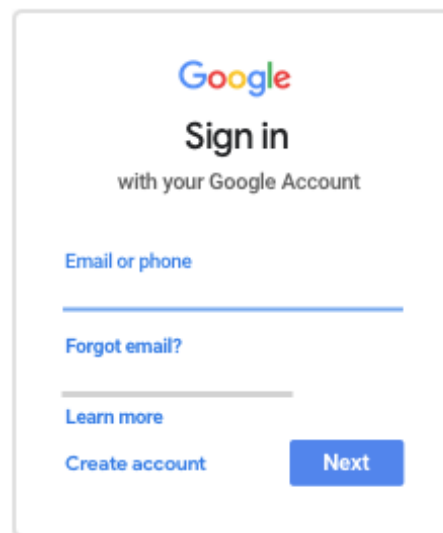 Google
Sign in
with your Google Account
Email or phone
Forgot email?
Learn more
Create account
Next